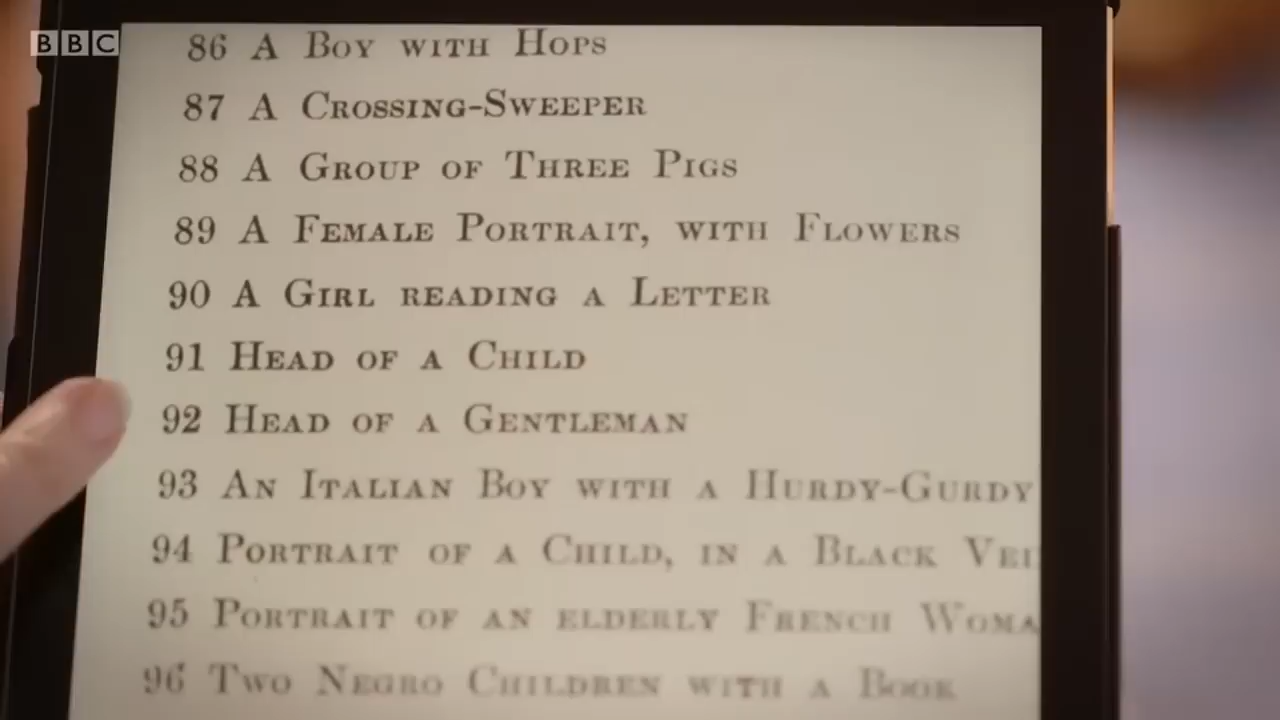 BBC
86 A Boy with Hops
87 A Crossing-Sweeper
88 A Group of Three Pigs
89 A Female Portrait, with Flowers
90 A Girl reading a Letter
91 Head of a Child
92 Head of a Gentleman
93 An Italian Boy with a Hurdy-Gurdy
94 Portrait of a Child, in a Black
95 Portrait of an elderly French
96 Two Negro Children with a Book